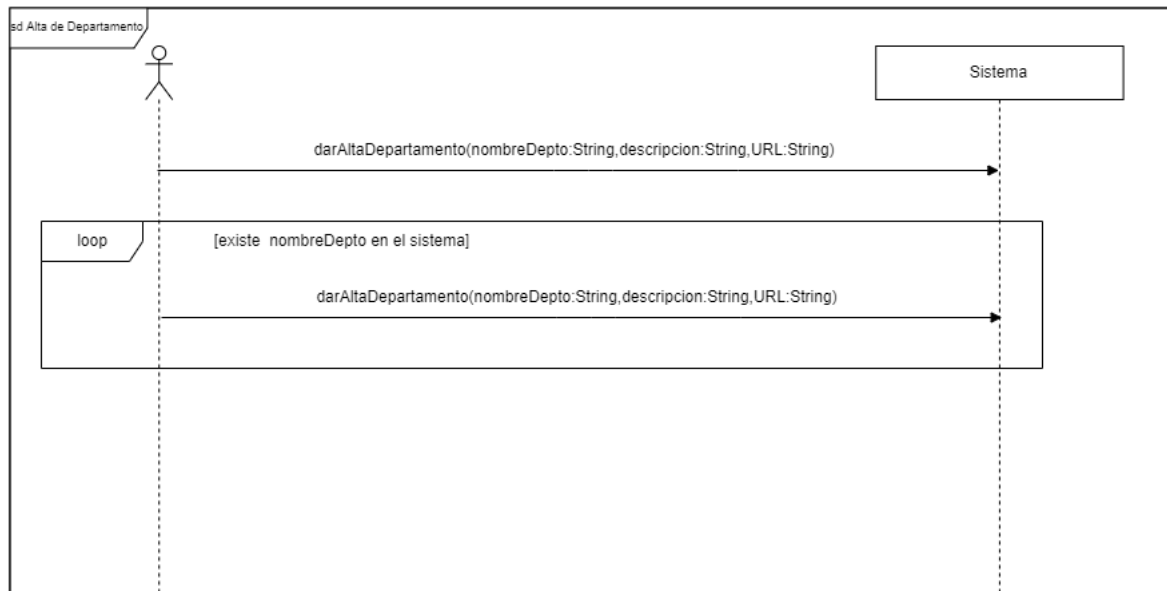 sd Alta de Departamento
Sistema
darAltaDepartamento(nombreDepto:String,descripcion:String,URL:String)
loop
[existe  nombreDepto en el sistema]
darAltaDepartamento(nombreDepto:String,descripcion:String,URL:String)